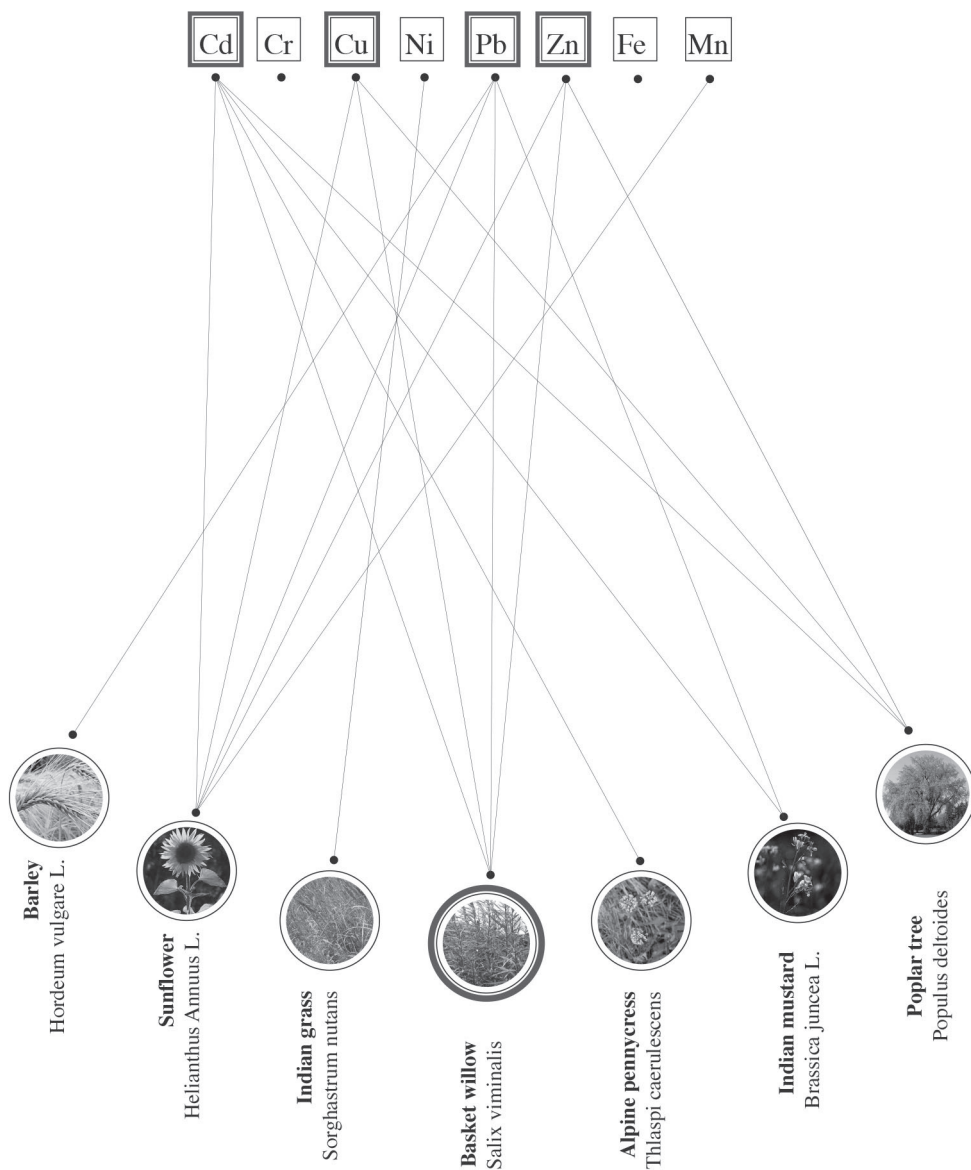 Cd Cr Cu Ni Pb Zn Fe Mn
Barley
Hordeum vulgare L.
Sunflower
Helianthus Annuus L.
Indian grass
Sorghastrum nutans
Basket willow
Salix viminalis
Alpine pennycress
Thlaspi caerulescens
Indian mustard
Brassica juncea L.
Poplar tree
Populus deltoides